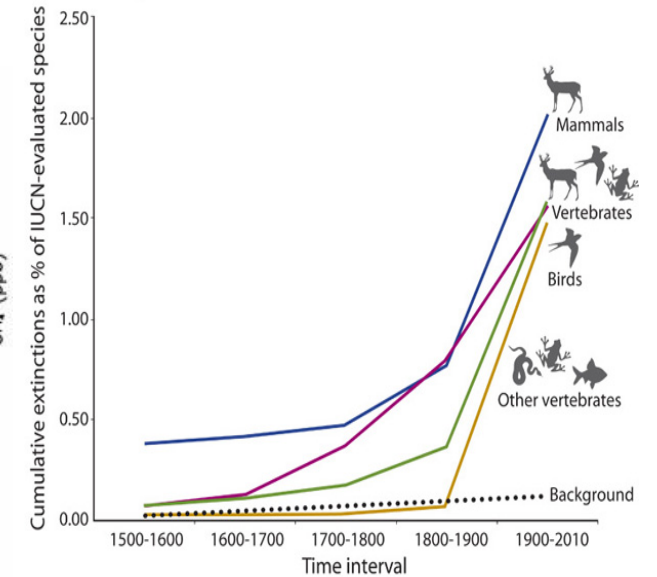 Cumulative extinctions as % of IUCN-evaluated species
2.50
2.00
1.50
1.00
0.50
0.00
Mammals
Vertebrates
Birds
Other vertebrates
Background
1500-1600 1600-1700 1700-1800 1800-1900 1900-2010
Time interval